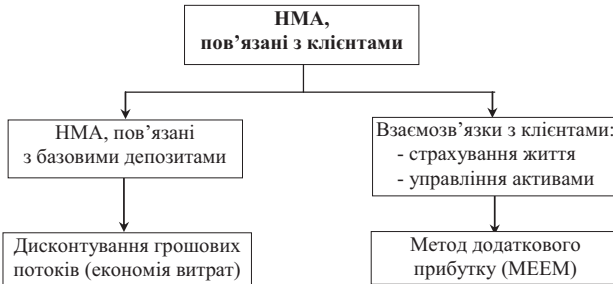 НМА,
пов’язані з клієнтами
НМА, пов’язані
з базовими депозитами
Взаємозв’язки з клієнтами:
- страхування життя
- управління активами
Дисконтування грошових
потоків (економія витрат)
Метод додаткового
прибутку (МЕЕМ)